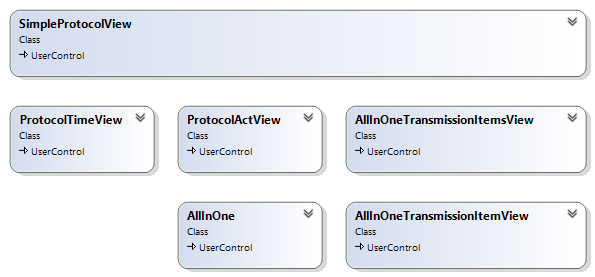 SimpleProtocolView
Class
UserControl
ProtocolTimeView
Class
UserControl
ProtocolActView
Class
UserControl
AllInOneTransmissionItemsView
Class
UserControl
AllInOne
Class
UserControl
AllInOneTransmissionItemView
Class
UserControl